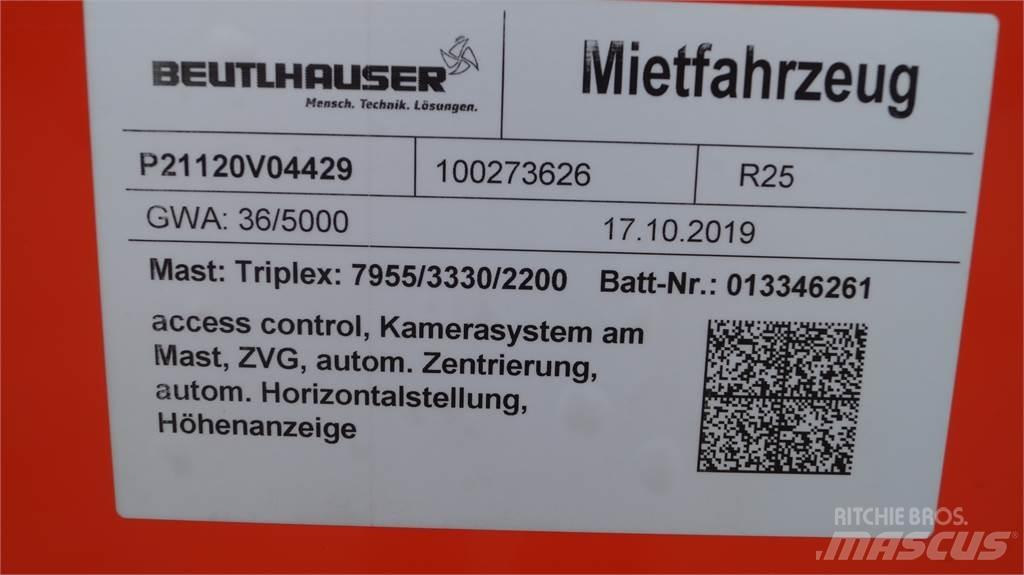 BEUTLHAUSER
Mensch. Technik. Lösungen.
Mietfahrzeug
P21120V04429 100273626 R25
GWA: 36/5000 17.10.2019
Mast: Triplex: 7955/3330/2200 Batt-Nr.: 013346261
access control, Kamerasystem am
Mast, ZVG, autom. Zentrierung,
autom. Horizontalstellung,
Höhenanzeige
RITCHIE BROS.
MASCUS